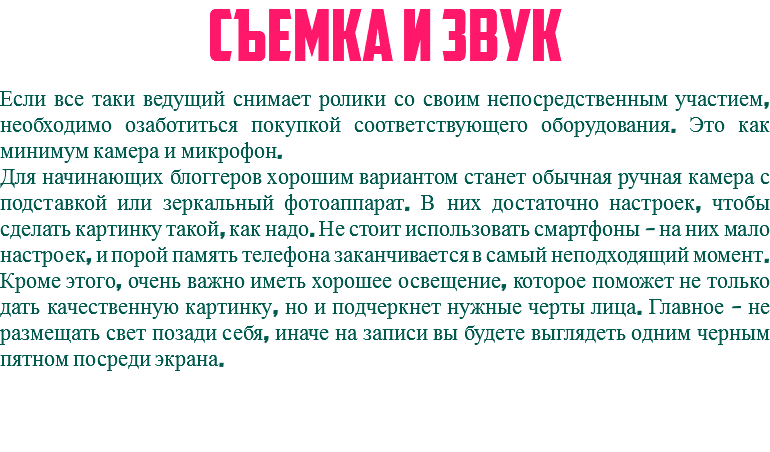 СЪЕМКА И ЗВУК
Если все таки ведущий снимает ролики со своим непосредственным участием,
необходимо озаботиться покупкой соответствующего оборудования. Это как
минимум камера и микрофон.
Для начинающих блоггеров хорошим вариантом станет обычная ручная камера с
подставкой или зеркальный фотоаппарат. В них достаточно настроек, чтобы
сделать картинку такой, как надо. Не стоит использовать смартфоны - на них мало
настроек, и порой память телефона заканчивается в самый неподходящий момент.
Кроме этого, очень важно иметь хорошее освещение, которое поможет не только
дать качественную картинку, но и подчеркнет нужные черты лица. Главное - не
размещать свет позади себя, иначе на записи вы будете выглядеть одним черным
пятном посреди экрана.